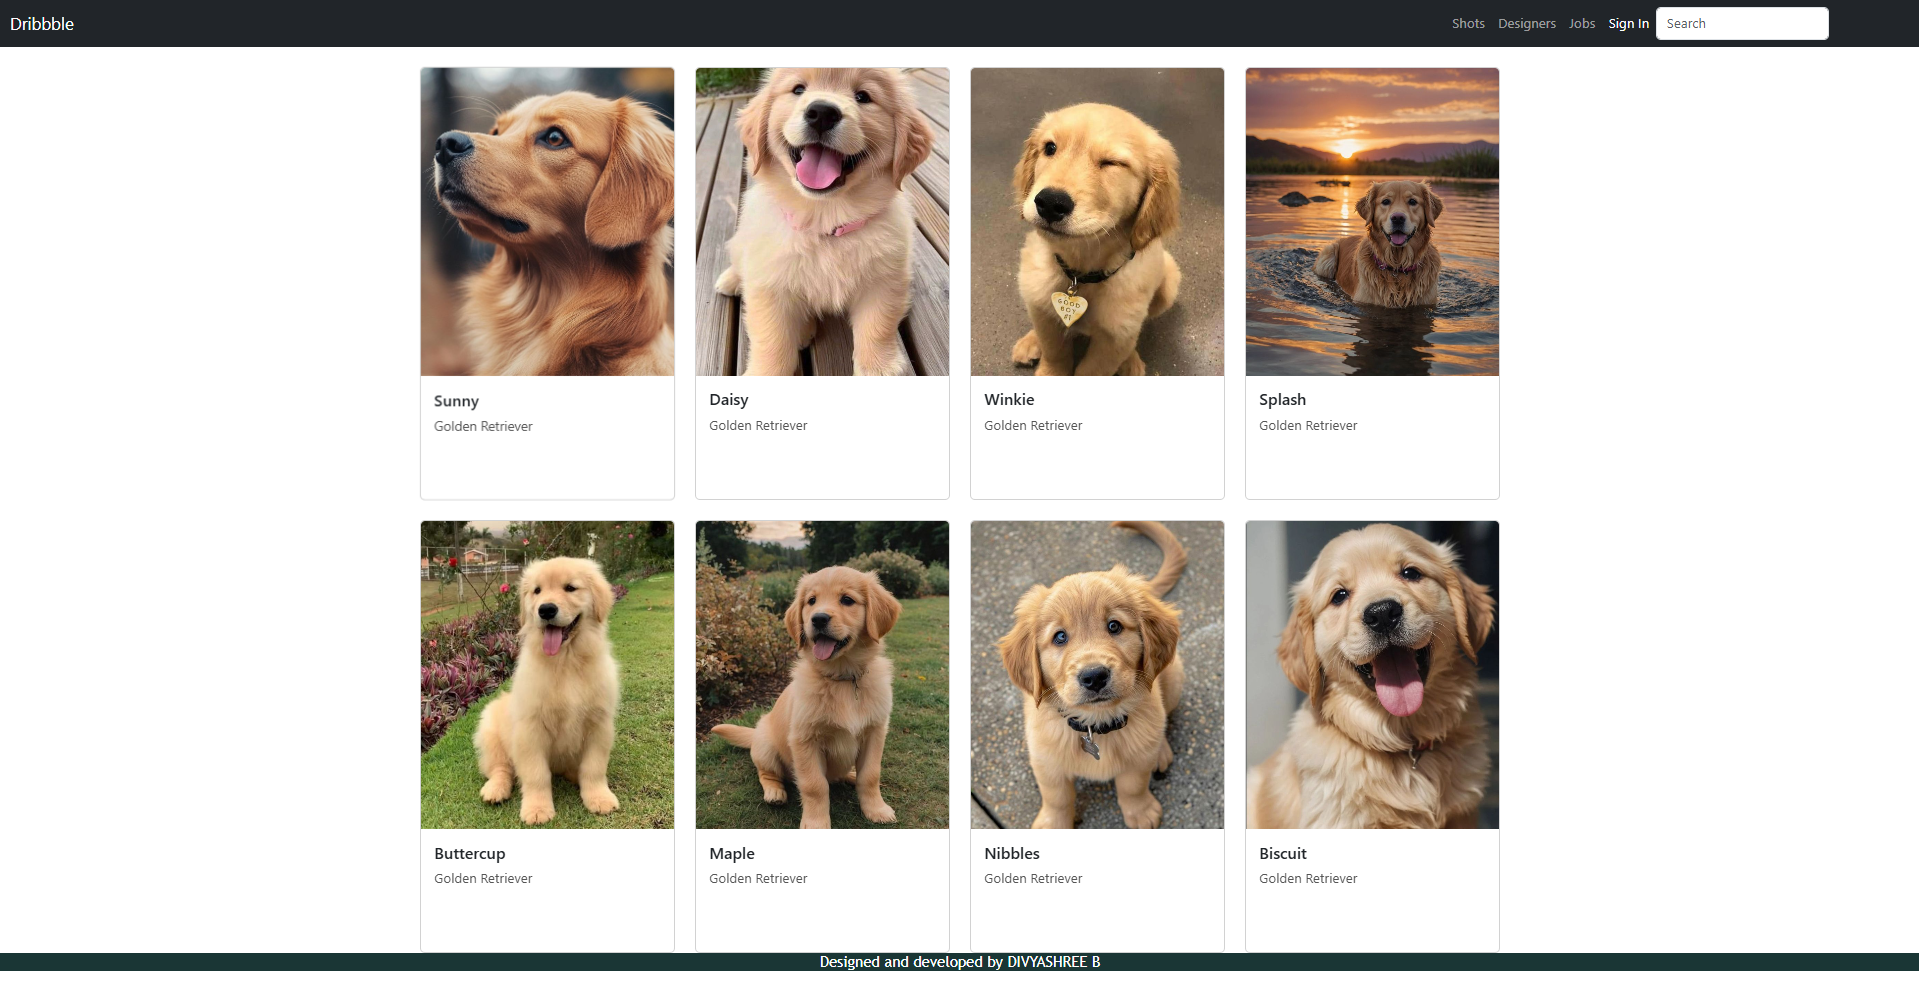 Dribbble
Shots Designers Jobs Sign In Search
GOOD
BOY
#1
Sunny Daisy Winkie Splash
Golden Retriever Golden Retriever Golden Retriever Golden Retriever
Buttercup Maple Nibbles Biscuit
Golden Retriever Golden Retriever Golden Retriever Golden Retriever
Designed and developed by DIVYASHREE B